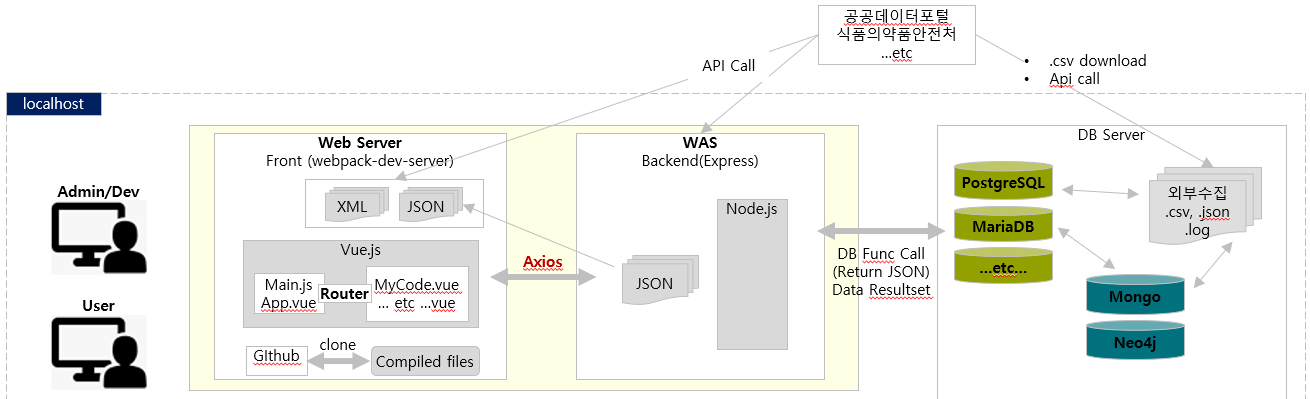 공공데이터포털
식품의약품안전처
...etc
API Call
• .csv download
• Api call
localhost
Admin/Dev
User
Web Server
Front (webpack-dev-server)
XML
JSON
Vue.js
Main.js
App.vue
Router
MyCode.vue
... etc ...vue
GIthub
clone
Compiled files
Axios
WAS
Backend(Express)
JSON
Node.js
DB Func Call
(Return JSON)
Data Resultset
DB Server
PostgreSQL
MariaDB
...etc...
외부수집
.csv, .json
.log
Mongo
Neo4j